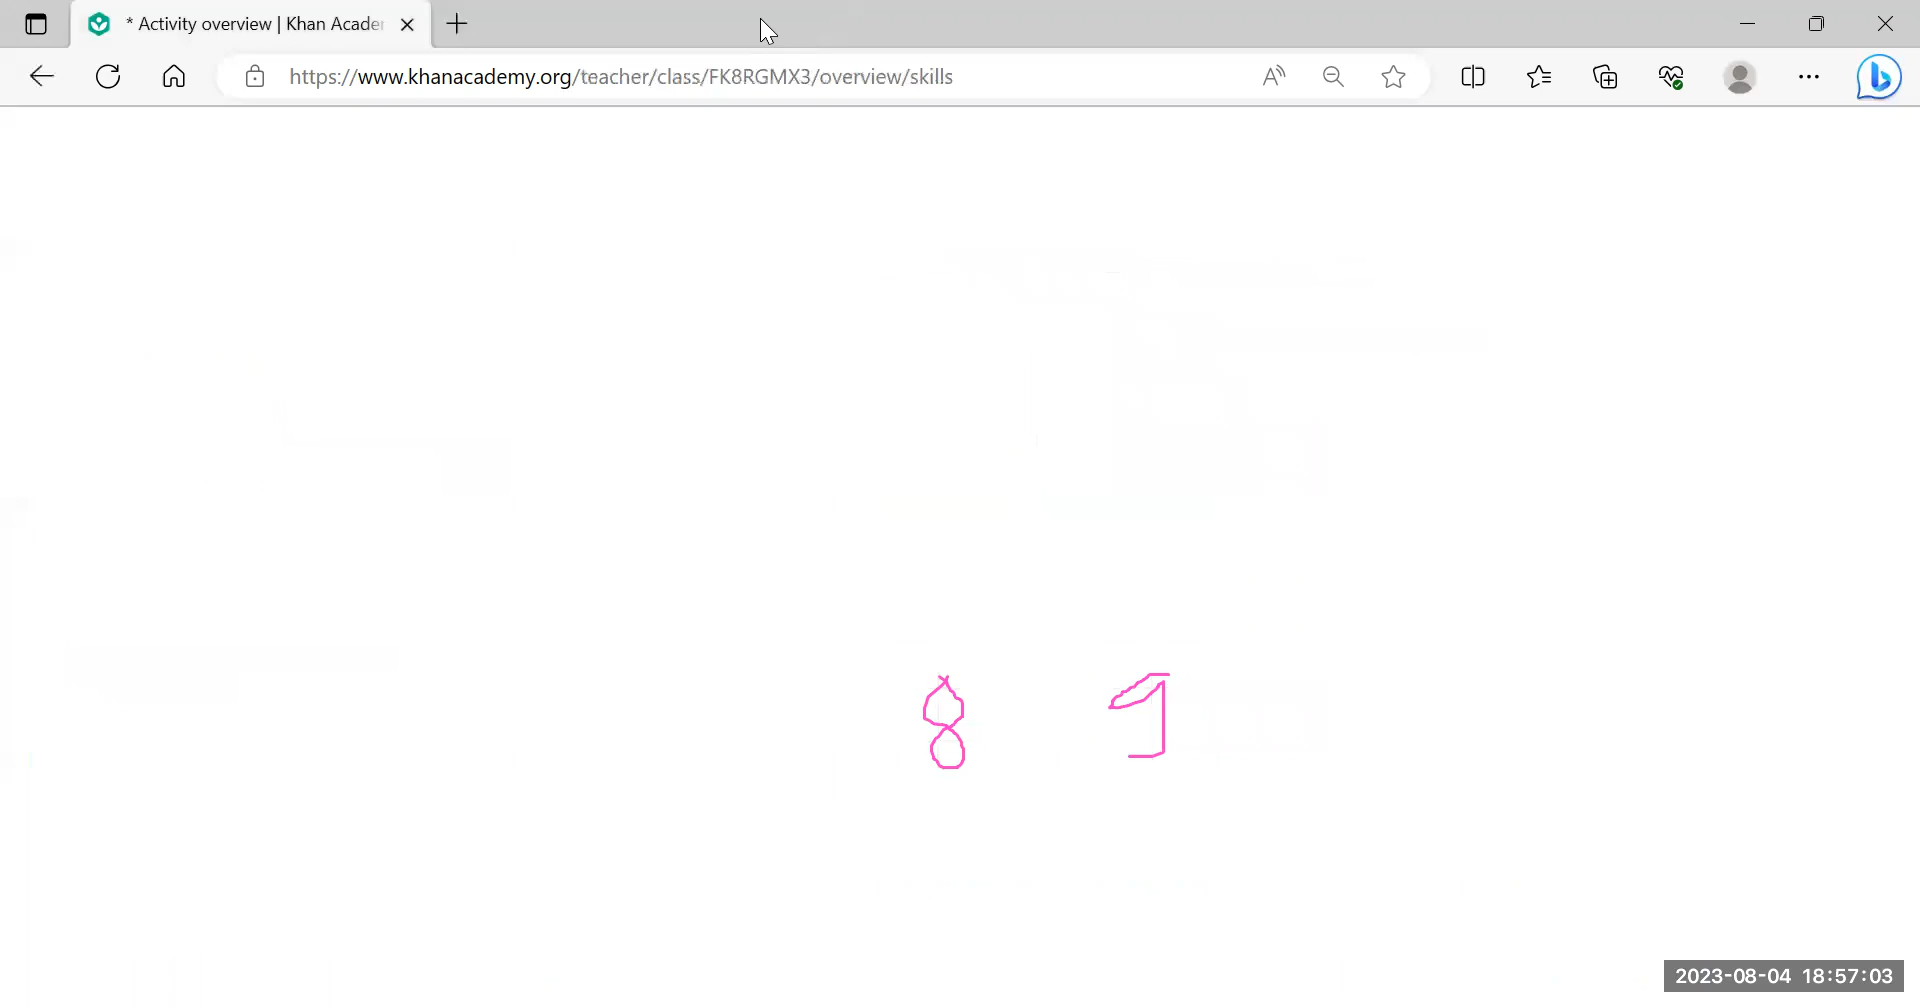 * Activity overview | Khan Acade
https://www.khanacademy.org/teacher/class/FK8RGMX3/overview/skills
8 1
2023-08-04 18:57:03